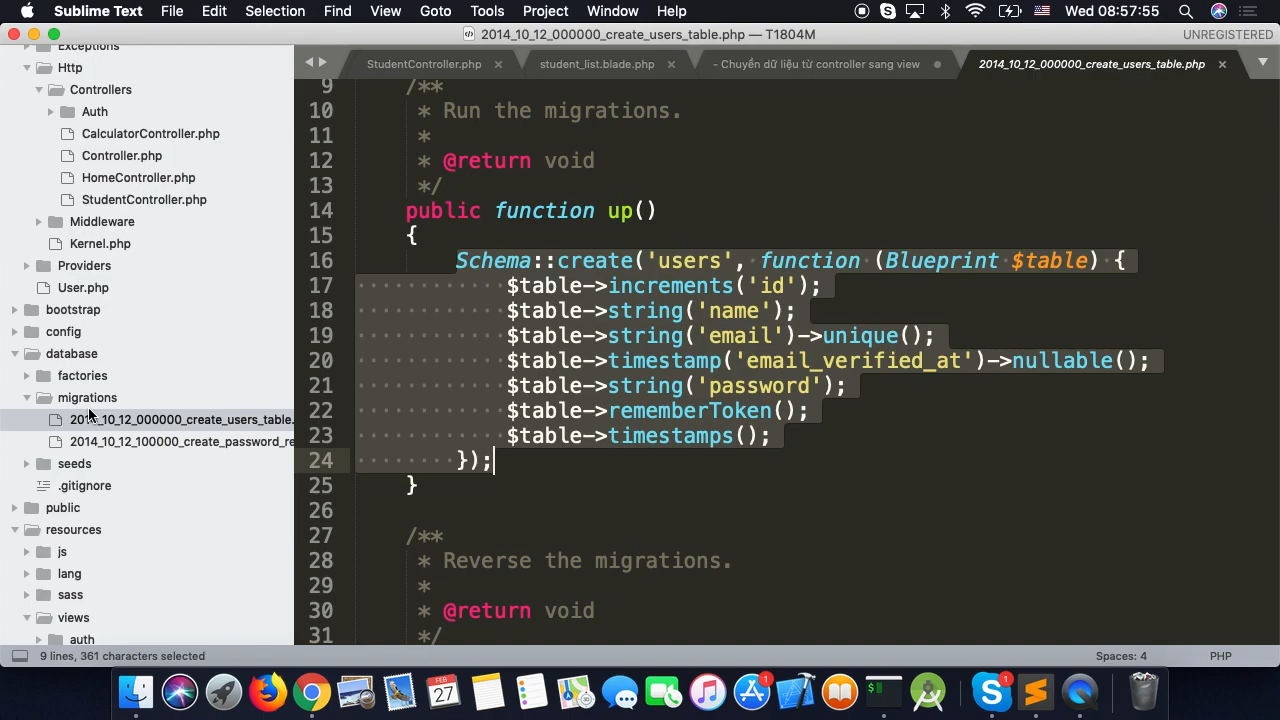 Sublime Text File Edit Selection Find View Goto Tools Project Window Help Wed 08:57:55
2014_10_12_000000_create_users_table.php — T1804M UNREGISTERED
StudentController.php student_list.blade.php - Chuyển dữ liệu từ controller sang view 2014_10_12_000000_create_users_table.php
Exceptions
Http
Controllers
Auth
CalculatorController.php
Controller.php
HomeController.php
StudentController.php
Middleware
Kernel.php
Providers
User.php
bootstrap
config
database
factories
migrations
2014_10_12_000000_create_users_table.
2014_10_12_100000_create_password_re
seeds
.gitignore
public
resources
js
lang
sass
views
auth
9 /**
10 * Run the migrations.
11 *
12 * @return void
13 */
14 public function up()
15 {
16 Schema::create('users', function (Blueprint $table) {
17 $table->increments('id');
18 $table->string('name');
19 $table->string('email')->unique();
20 $table->timestamp('email_verified_at')->nullable();
21 $table->string('password');
22 $table->rememberToken();
23 $table->timestamps();
24 });
25 }
26
27 /**
28 * Reverse the migrations.
29 *
30 * @return void
31 */
9 lines, 361 characters selected Spaces: 4 PHP
FEB
27
1
1